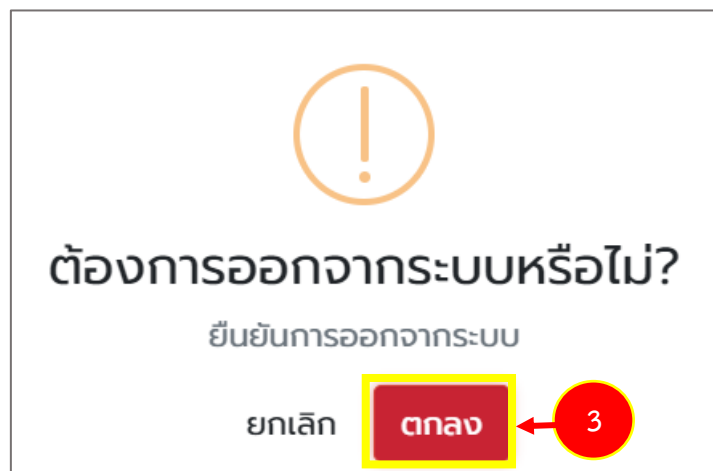 ต้องการออกจากระบบหรือไม่?
ยืนยันการออกจากระบบ
ยกเลิก ตกลง 3